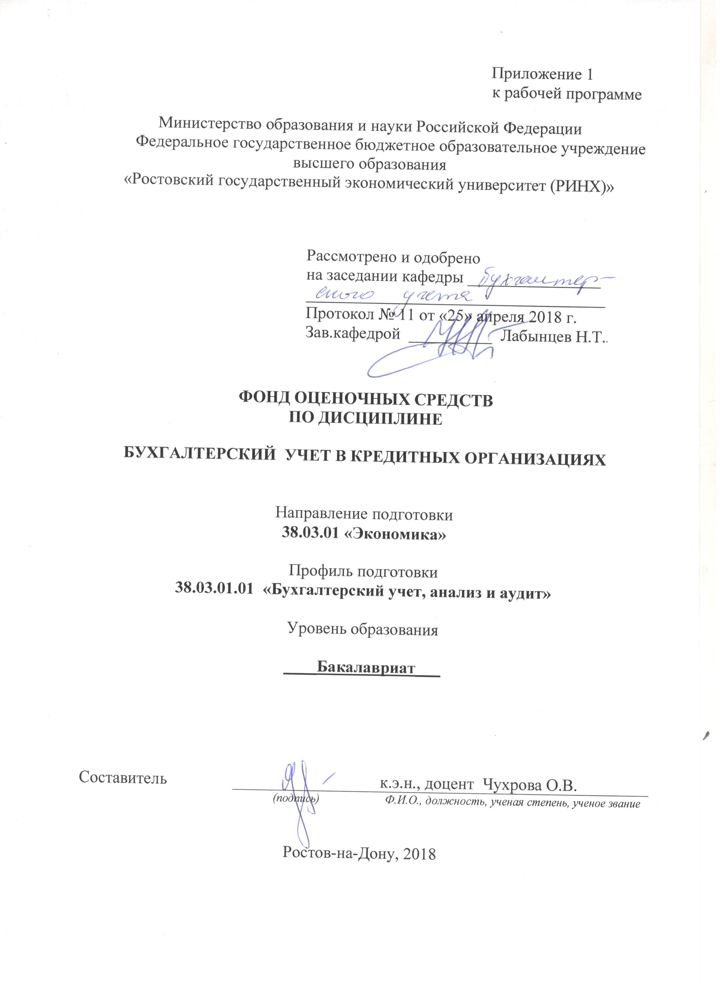 Приложение 1
к рабочей программе
Министерство образования и науки Российской Федерации
Федеральное государственное бюджетное образовательное учреждение
высшего образования
«Ростовский государственный экономический университет (РИНХ)»
Рассмотрено и одобрено
на заседании кафедры бухгалтер-
ского учета
Протокол № 11 от «25» апреля 2018 г.
Зав.кафедрой Лабынцев Н.Т..
ФОНД ОЦЕНОЧНЫХ СРЕДСТВ
ПО ДИСЦИПЛИНЕ
БУХГАЛТЕРСКИЙ УЧЕТ В КРЕДИТНЫХ ОРГАНИЗАЦИЯХ
Направление подготовки
38.03.01 «Экономика»
Профиль подготовки
38.03.01.01 «Бухгалтерский учет, анализ и аудит»
Уровень образования
Бакалавриат
Составитель к.э.н., доцент Чухрова О.В.
(подпись) Ф.И.О., должность, ученая степень, ученое звание
Ростов-на-Дону, 2018